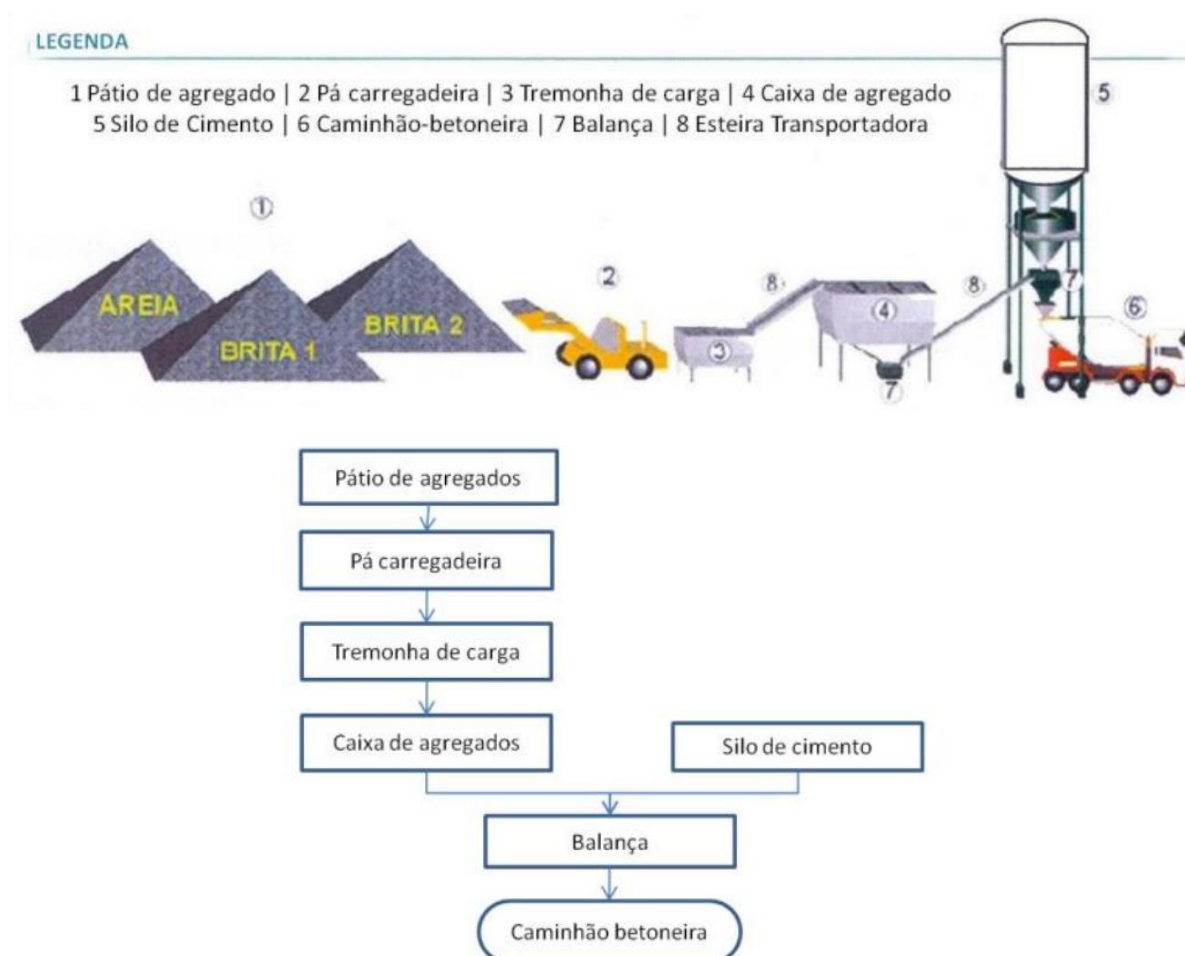 LEGENDA
1 Pátio de agregado | 2 Pá carregadeira | 3 Tremonha de carga | 4 Caixa de agregado
5 Silo de Cimento | 6 Caminhão-betoneira | 7 Balança | 8 Esteira Transportadora
5
1
2
8
8
7
6
4
3
7
AREIA
BRITA 1
BRITA 2
Pátio de agregados
Pá carregadeira
Tremonha de carga
Caixa de agregados
Silo de cimento
Balança
Caminhão betoneira